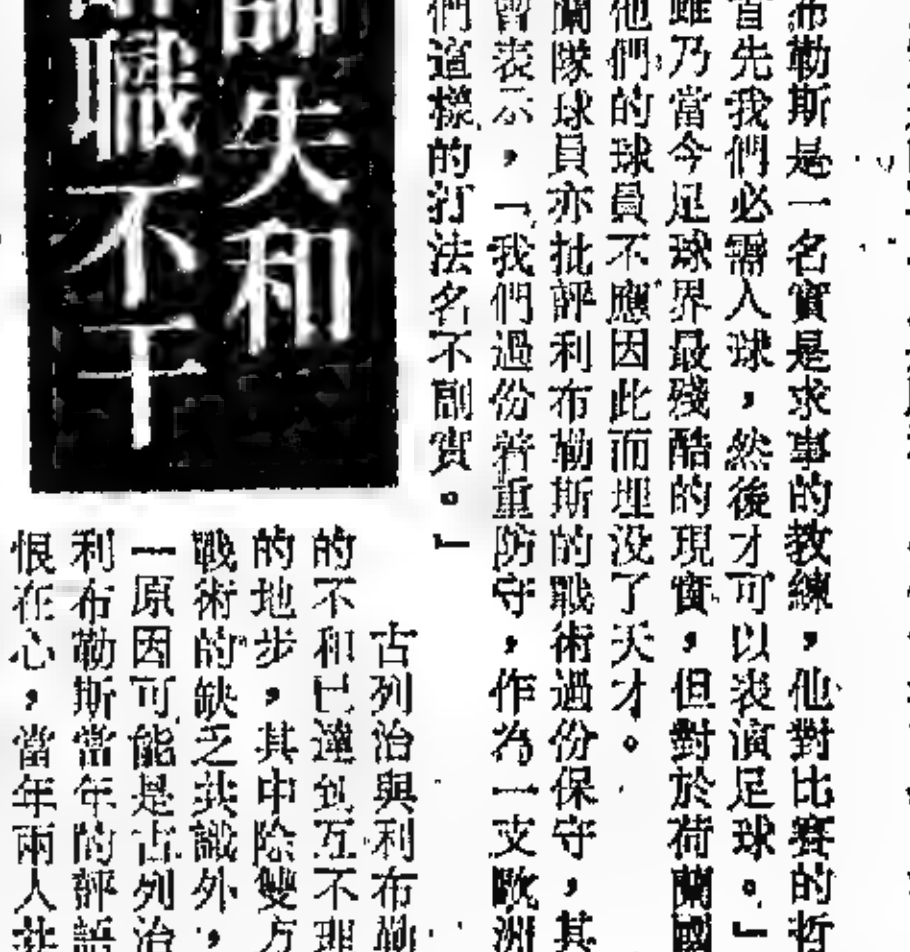 師失和
職不干
布勒斯是一名實是求事的教練，他對比賽的哲
首先我們必需入球，然後才可以表演足球。」
雖乃當今足球界最殘酷的現實，但對於荷蘭國
他們的球員不應因此而埋没了天才。
蘭隊球員亦批評利布勒斯的戰術過份保守，其
曾表示，「我們過份着重防守，作為一支歐洲
們這樣的打法名不副實。」
古列治與利布勒
的不和已達到互不理
的地步，其中除雙方
戰術的缺乏共識外，
一原因可能是古列治
利布勒斯當年的評語
恨在心，當年兩人共